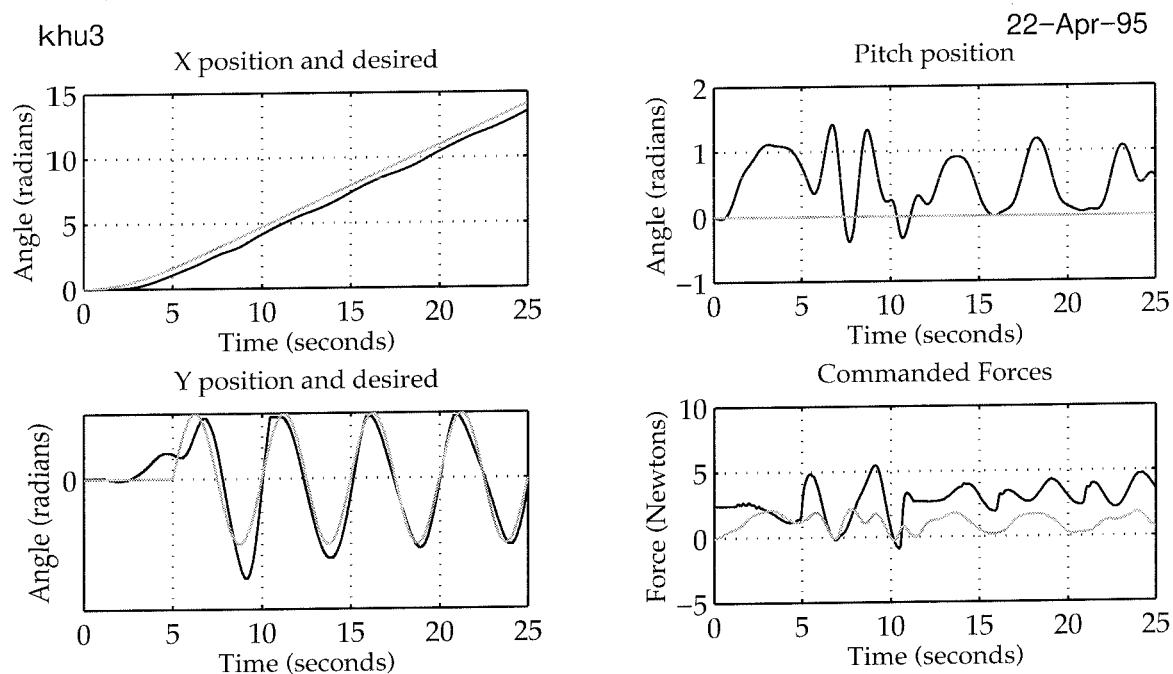 khu3
22-Apr-95
X position and desired
Angle (radians)
15
10
5
0
0 5 10 15 20 25
Time (seconds)
Pitch position
Angle (radians)
2
1
0
−1
0 5 10 15 20 25
Time (seconds)
Y position and desired
Angle (radians)
0
0 5 10 15 20 25
Time (seconds)
Commanded Forces
Force (Newtons)
10
5
0
−5
0 5 10 15 20 25
Time (seconds)